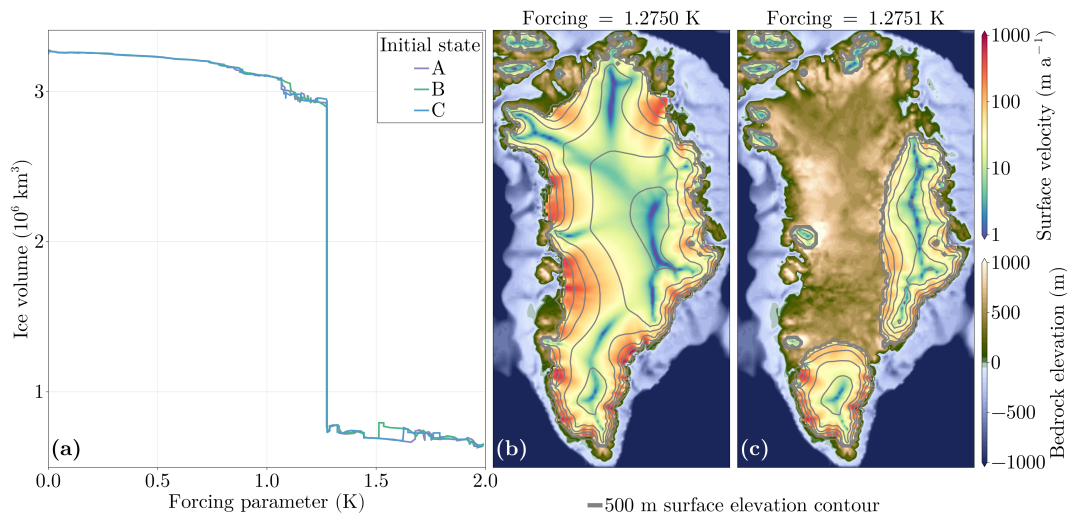 Forcing = 1.2750 K
Forcing = 1.2751 K
Initial state
A
B
C
Ice volume (10⁶ km³)
3
2
1
0.0
0.5
1.0
1.5
2.0
Forcing parameter (K)
(a)
(b)
(c)
1000
100
10
1
Surface velocity (m a⁻¹)
1000
500
0
−500
−1000
Bedrock elevation (m)
500 m surface elevation contour